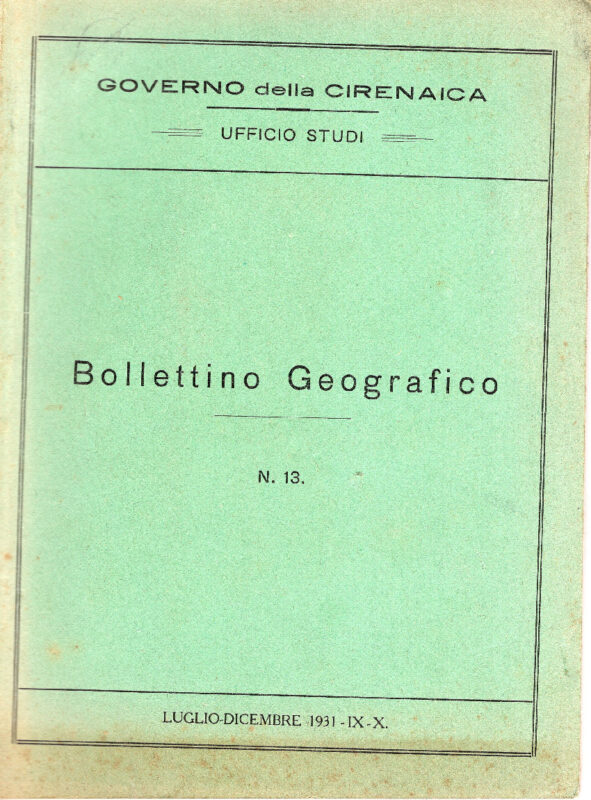 GOVERNO della CIRENAICA
UFFICIO STUDI
Bollettino Geografico
N. 13.
LUGLIO-DICEMBRE 1931 - IX - X.